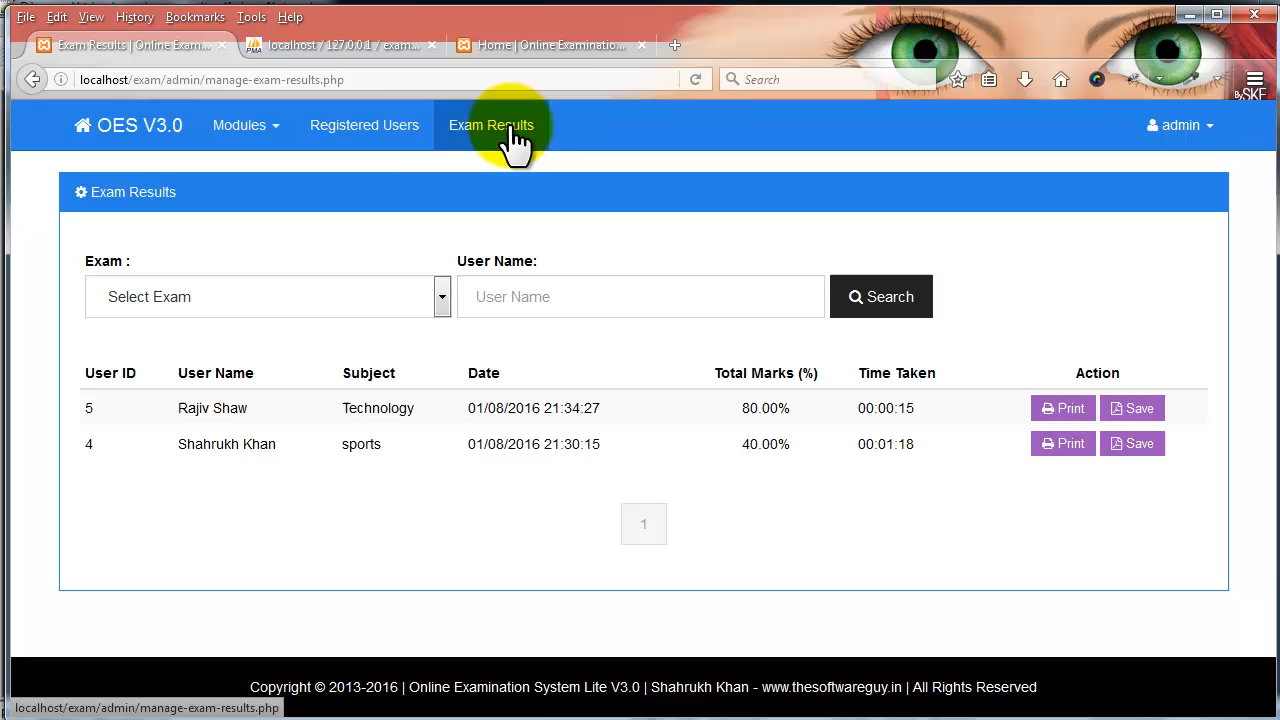 File Edit View History Bookmarks Tools Help
Exam Results | Online Exam... × localhost / 127.0.0.1 / exam... × Home | Online Examinatio... × +
localhost/exam/admin/manage-exam-results.php Search
By SKF
OES V3.0 Modules Registered Users Exam Results admin
Exam Results
Exam : User Name:
Select Exam User Name Search
User ID User Name Subject Date Total Marks (%) Time Taken Action
5 Rajiv Shaw Technology 01/08/2016 21:34:27 80.00% 00:00:15 Print Save
4 Shahrukh Khan sports 01/08/2016 21:30:15 40.00% 00:01:18 Print Save
1
Copyright © 2013-2016 | Online Examination System Lite V3.0 | Shahrukh Khan - www.thesoftwareguy.in | All Rights Reserved
localhost/exam/admin/manage-exam-results.php